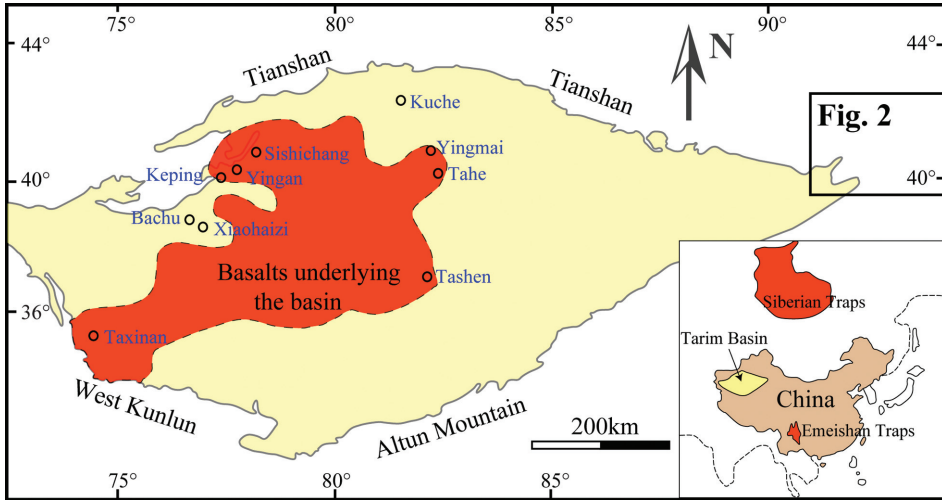 75°
80°
85°
90°
44°
44°
Tianshan
Tianshan
N
Kuche
Fig. 2
Sishichang
Yingmai
Keping
Yingan
Tahe
40°
40°
Bachu
Xiaohaizi
Basalts underlying
the basin
Tashen
36°
Taxinan
Siberian Traps
Tarim Basin
China
Emeishan Traps
West Kunlun
Altun Mountain
200km
75°
80°
85°